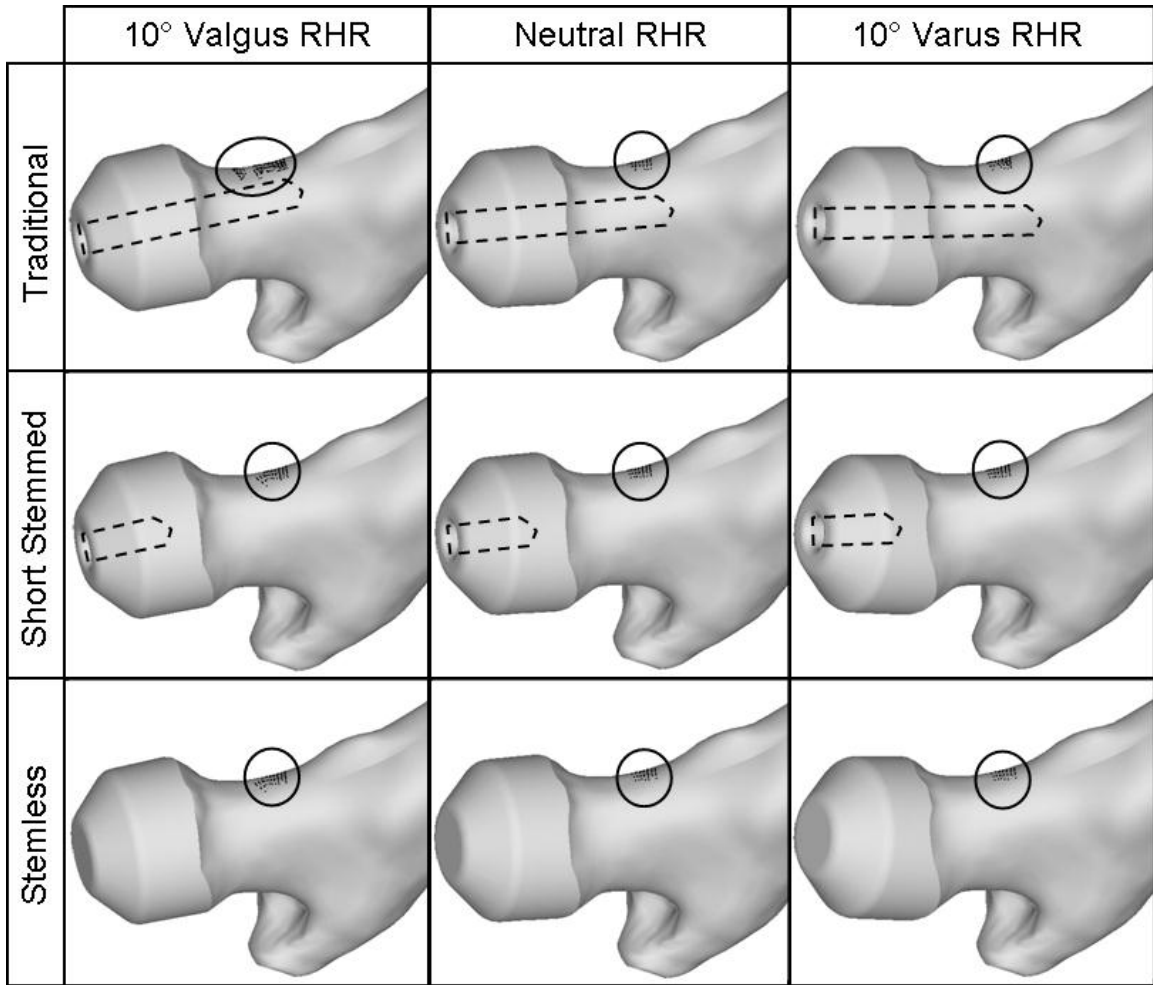 10° Valgus RHR
Neutral RHR
10° Varus RHR
Traditional
Short Stemmed
Stemless